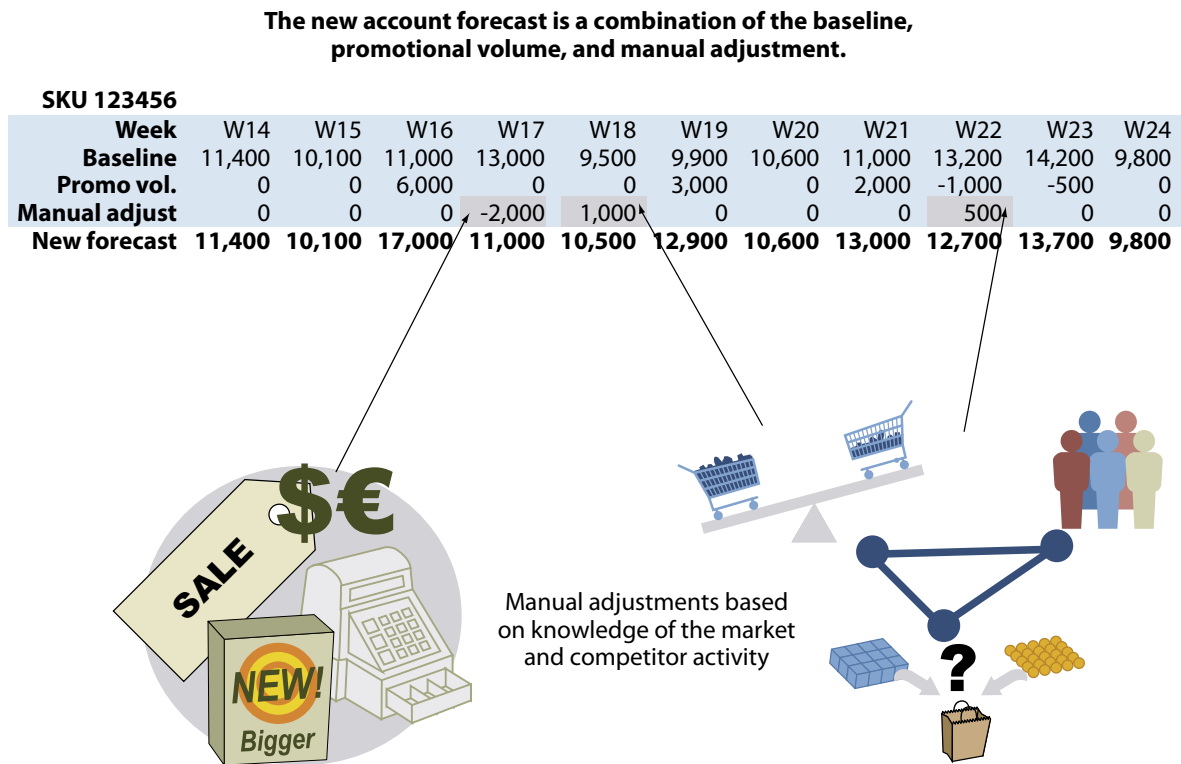 The new account forecast is a combination of the baseline,
promotional volume, and manual adjustment.
SKU 123456
Week W14 W15 W16 W17 W18 W19 W20 W21 W22 W23 W24
Baseline 11,400 10,100 11,000 13,000 9,500 9,900 10,600 11,000 13,200 14,200 9,800
Promo vol. 0 0 6,000 0 0 3,000 0 2,000 -1,000 -500 0
Manual adjust 0 0 0 -2,000 1,000 0 0 0 500 0 0
New forecast 11,400 10,100 17,000 11,000 10,500 12,900 10,600 13,000 12,700 13,700 9,800
$€
SALE
NEW!
Bigger
Manual adjustments based
on knowledge of the market
and competitor activity
?